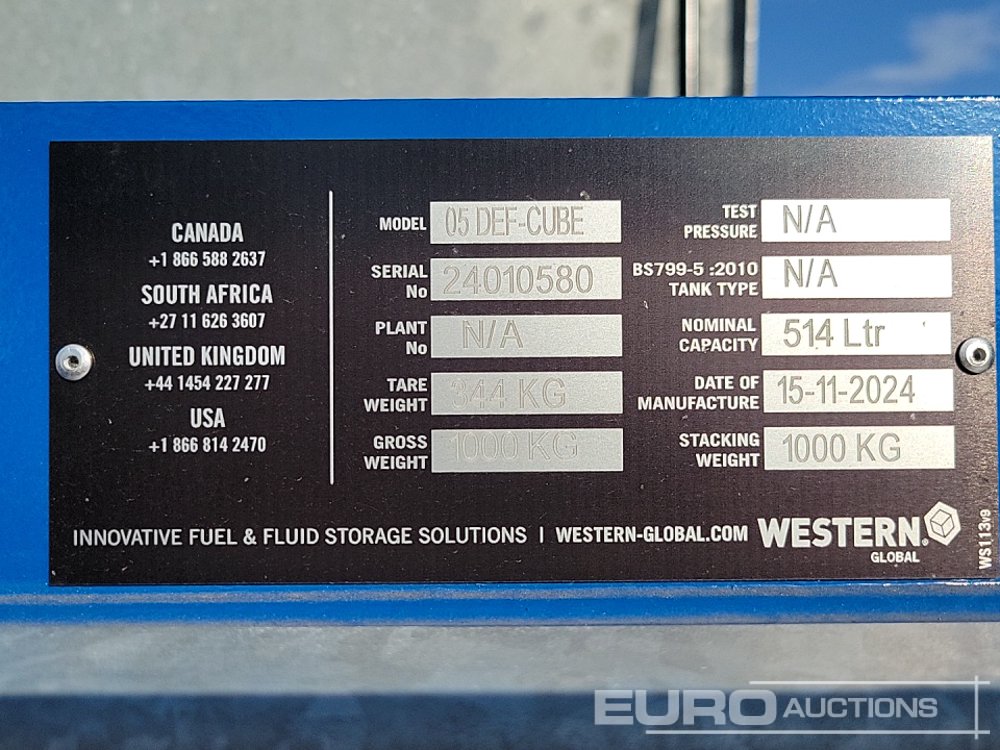 CANADA
+1 866 588 2637
SOUTH AFRICA
+27 11 626 3607
UNITED KINGDOM
+44 1454 227 277
USA
+1 866 814 2470
MODEL 05 DEF-CUBE
SERIAL No 24010580
PLANT No N/A
TARE WEIGHT 344 KG
GROSS WEIGHT 1000 KG
TEST PRESSURE N/A
BS799-5 :2010 TANK TYPE N/A
NOMINAL CAPACITY 514 Ltr
DATE OF MANUFACTURE 15-11-2024
STACKING WEIGHT 1000 KG
INNOVATIVE FUEL & FLUID STORAGE SOLUTIONS | WESTERN-GLOBAL.COM
WESTERN
GLOBAL
WS113v9
EURO AUCTIONS